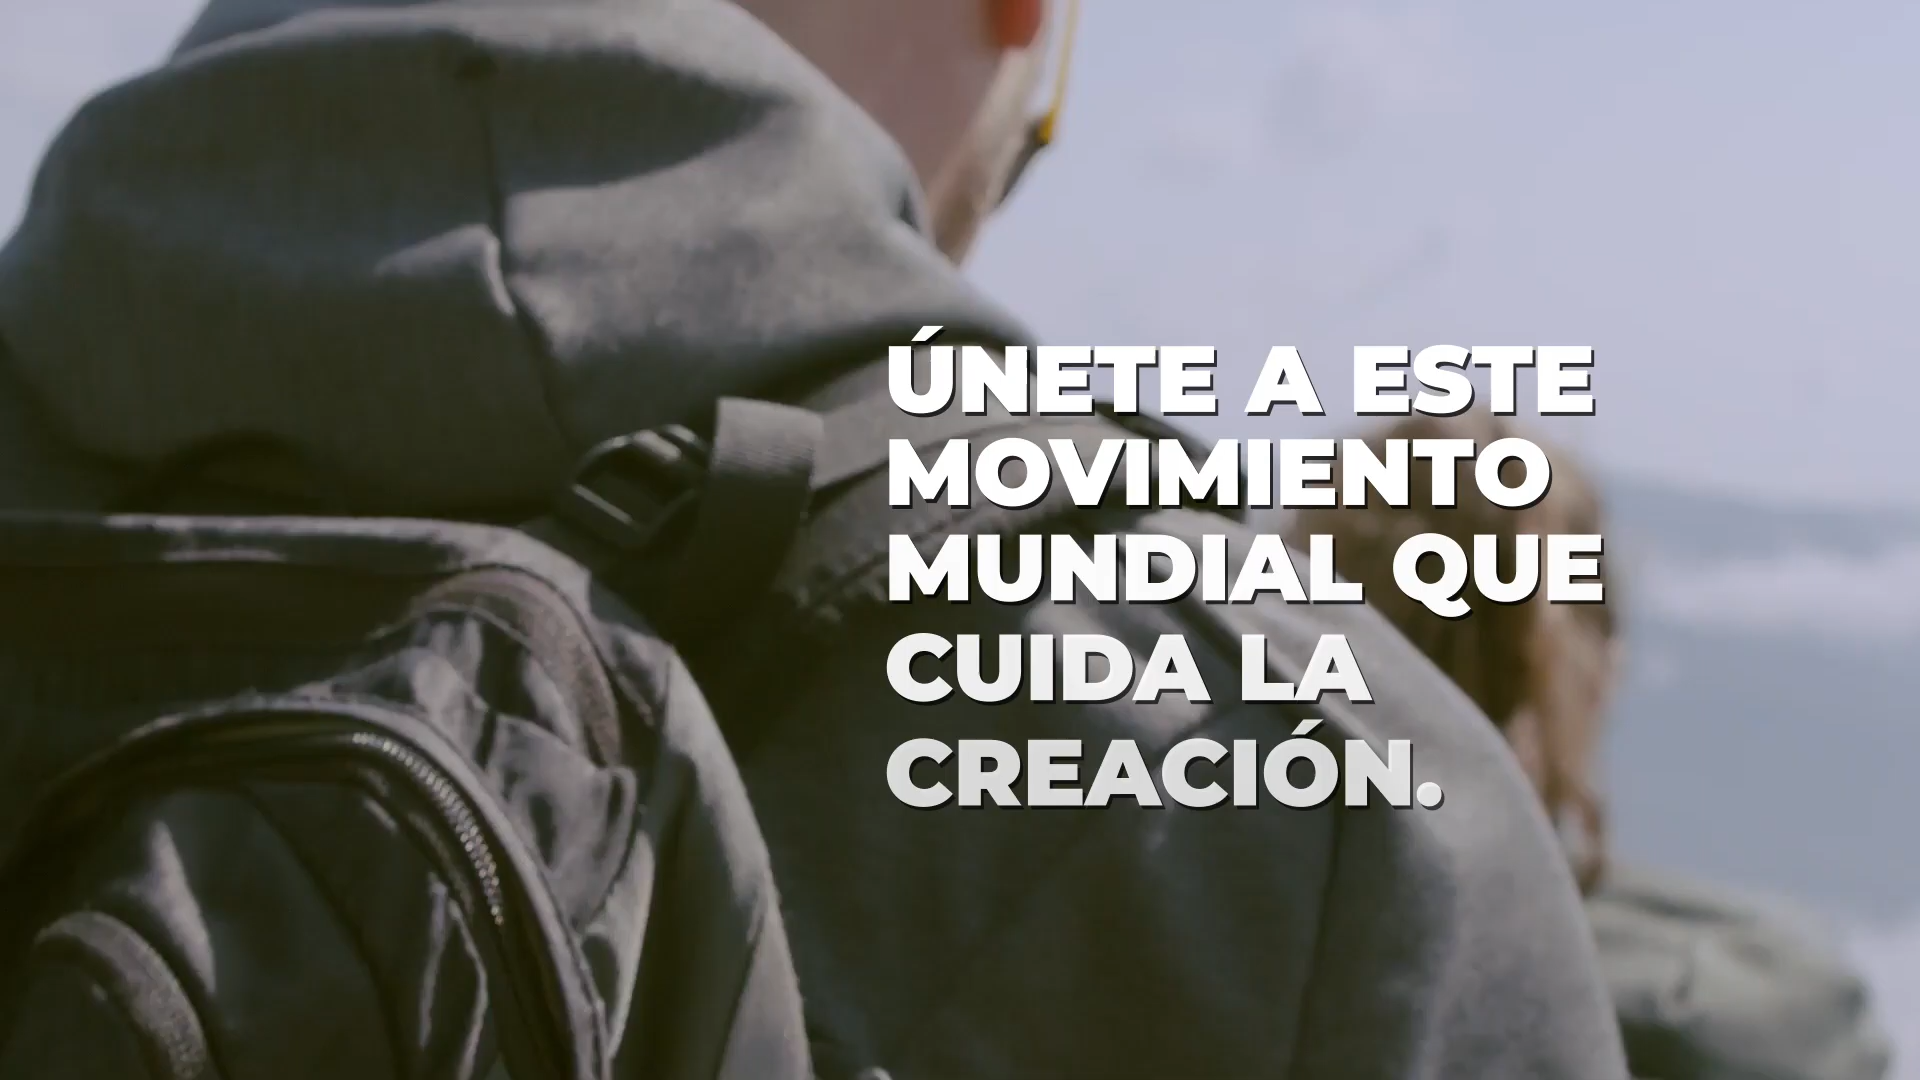 ÚNETE A ESTE
MOVIMIENTO
MUNDIAL QUE
CUIDA LA
CREACIÓN.